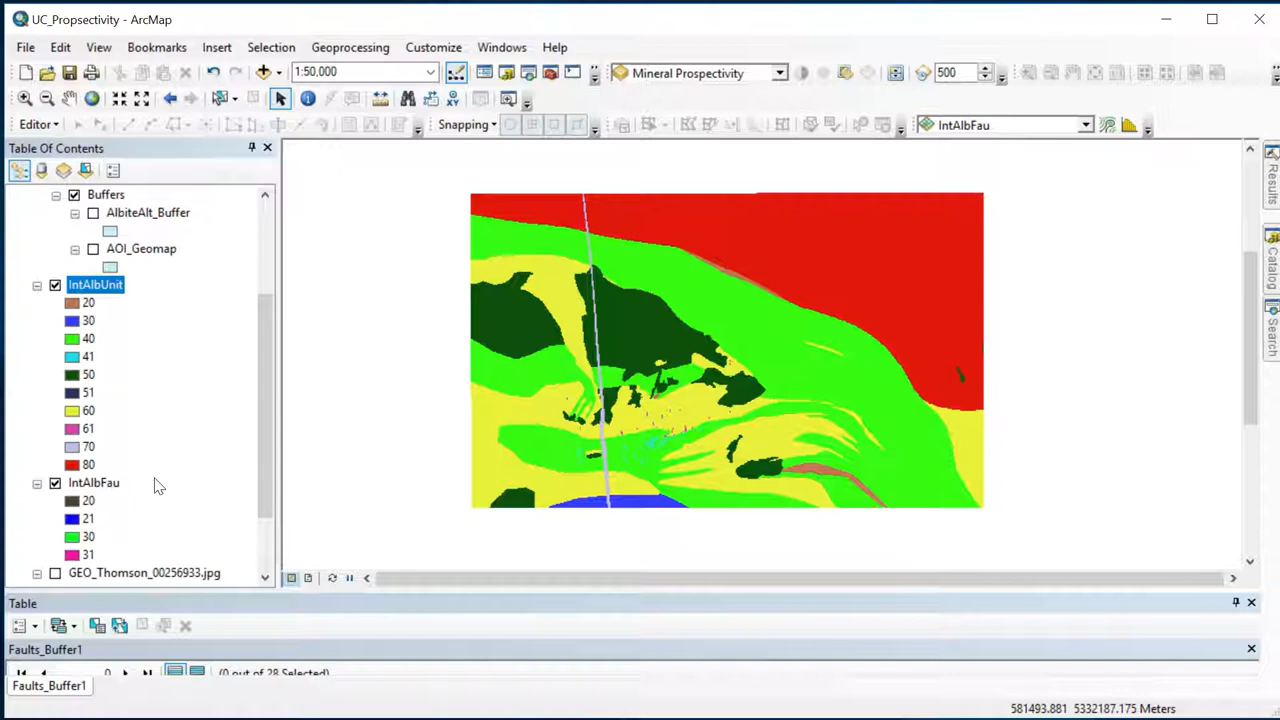 UC_Propsectivity - ArcMap
File Edit View Bookmarks Insert Selection Geoprocessing Customize Windows Help
1:50,000 Mineral Prospectivity 500
Editor Snapping IntAlbFau
Table Of Contents
Buffers
AlbiteAlt_Buffer
AOI_Geomap
IntAlbUnit
20
30
40
41
50
51
60
61
70
80
IntAlbFau
20
21
30
31
GEO_Thomson_00256933.jpg
Results
Catalog
Search
Table
Faults_Buffer1
0 (0 out of 28 Selected)
Faults_Buffer1
581493.881 5332187.175 Meters